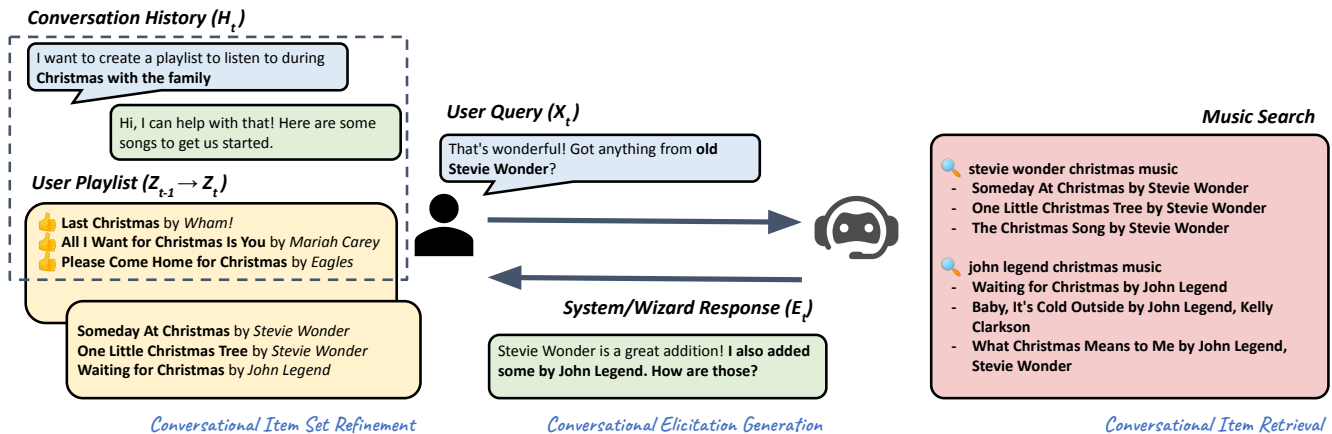 Conversation History (H_t)
I want to create a playlist to listen to during
Christmas with the family
Hi, I can help with that! Here are some
songs to get us started.
User Playlist (Z_t-1 → Z_t)
Last Christmas by Wham!
All I Want for Christmas Is You by Mariah Carey
Please Come Home for Christmas by Eagles
Someday At Christmas by Stevie Wonder
One Little Christmas Tree by Stevie Wonder
Waiting for Christmas by John Legend
Conversational Item Set Refinement
User Query (X_t)
That's wonderful! Got anything from old
Stevie Wonder?
System/Wizard Response (E_t)
Stevie Wonder is a great addition! I also added
some by John Legend. How are those?
Conversational Elicitation Generation
Music Search
stevie wonder christmas music
- Someday At Christmas by Stevie Wonder
- One Little Christmas Tree by Stevie Wonder
- The Christmas Song by Stevie Wonder
john legend christmas music
- Waiting for Christmas by John Legend
- Baby, It's Cold Outside by John Legend, Kelly
Clarkson
- What Christmas Means to Me by John Legend,
Stevie Wonder
Conversational Item Retrieval